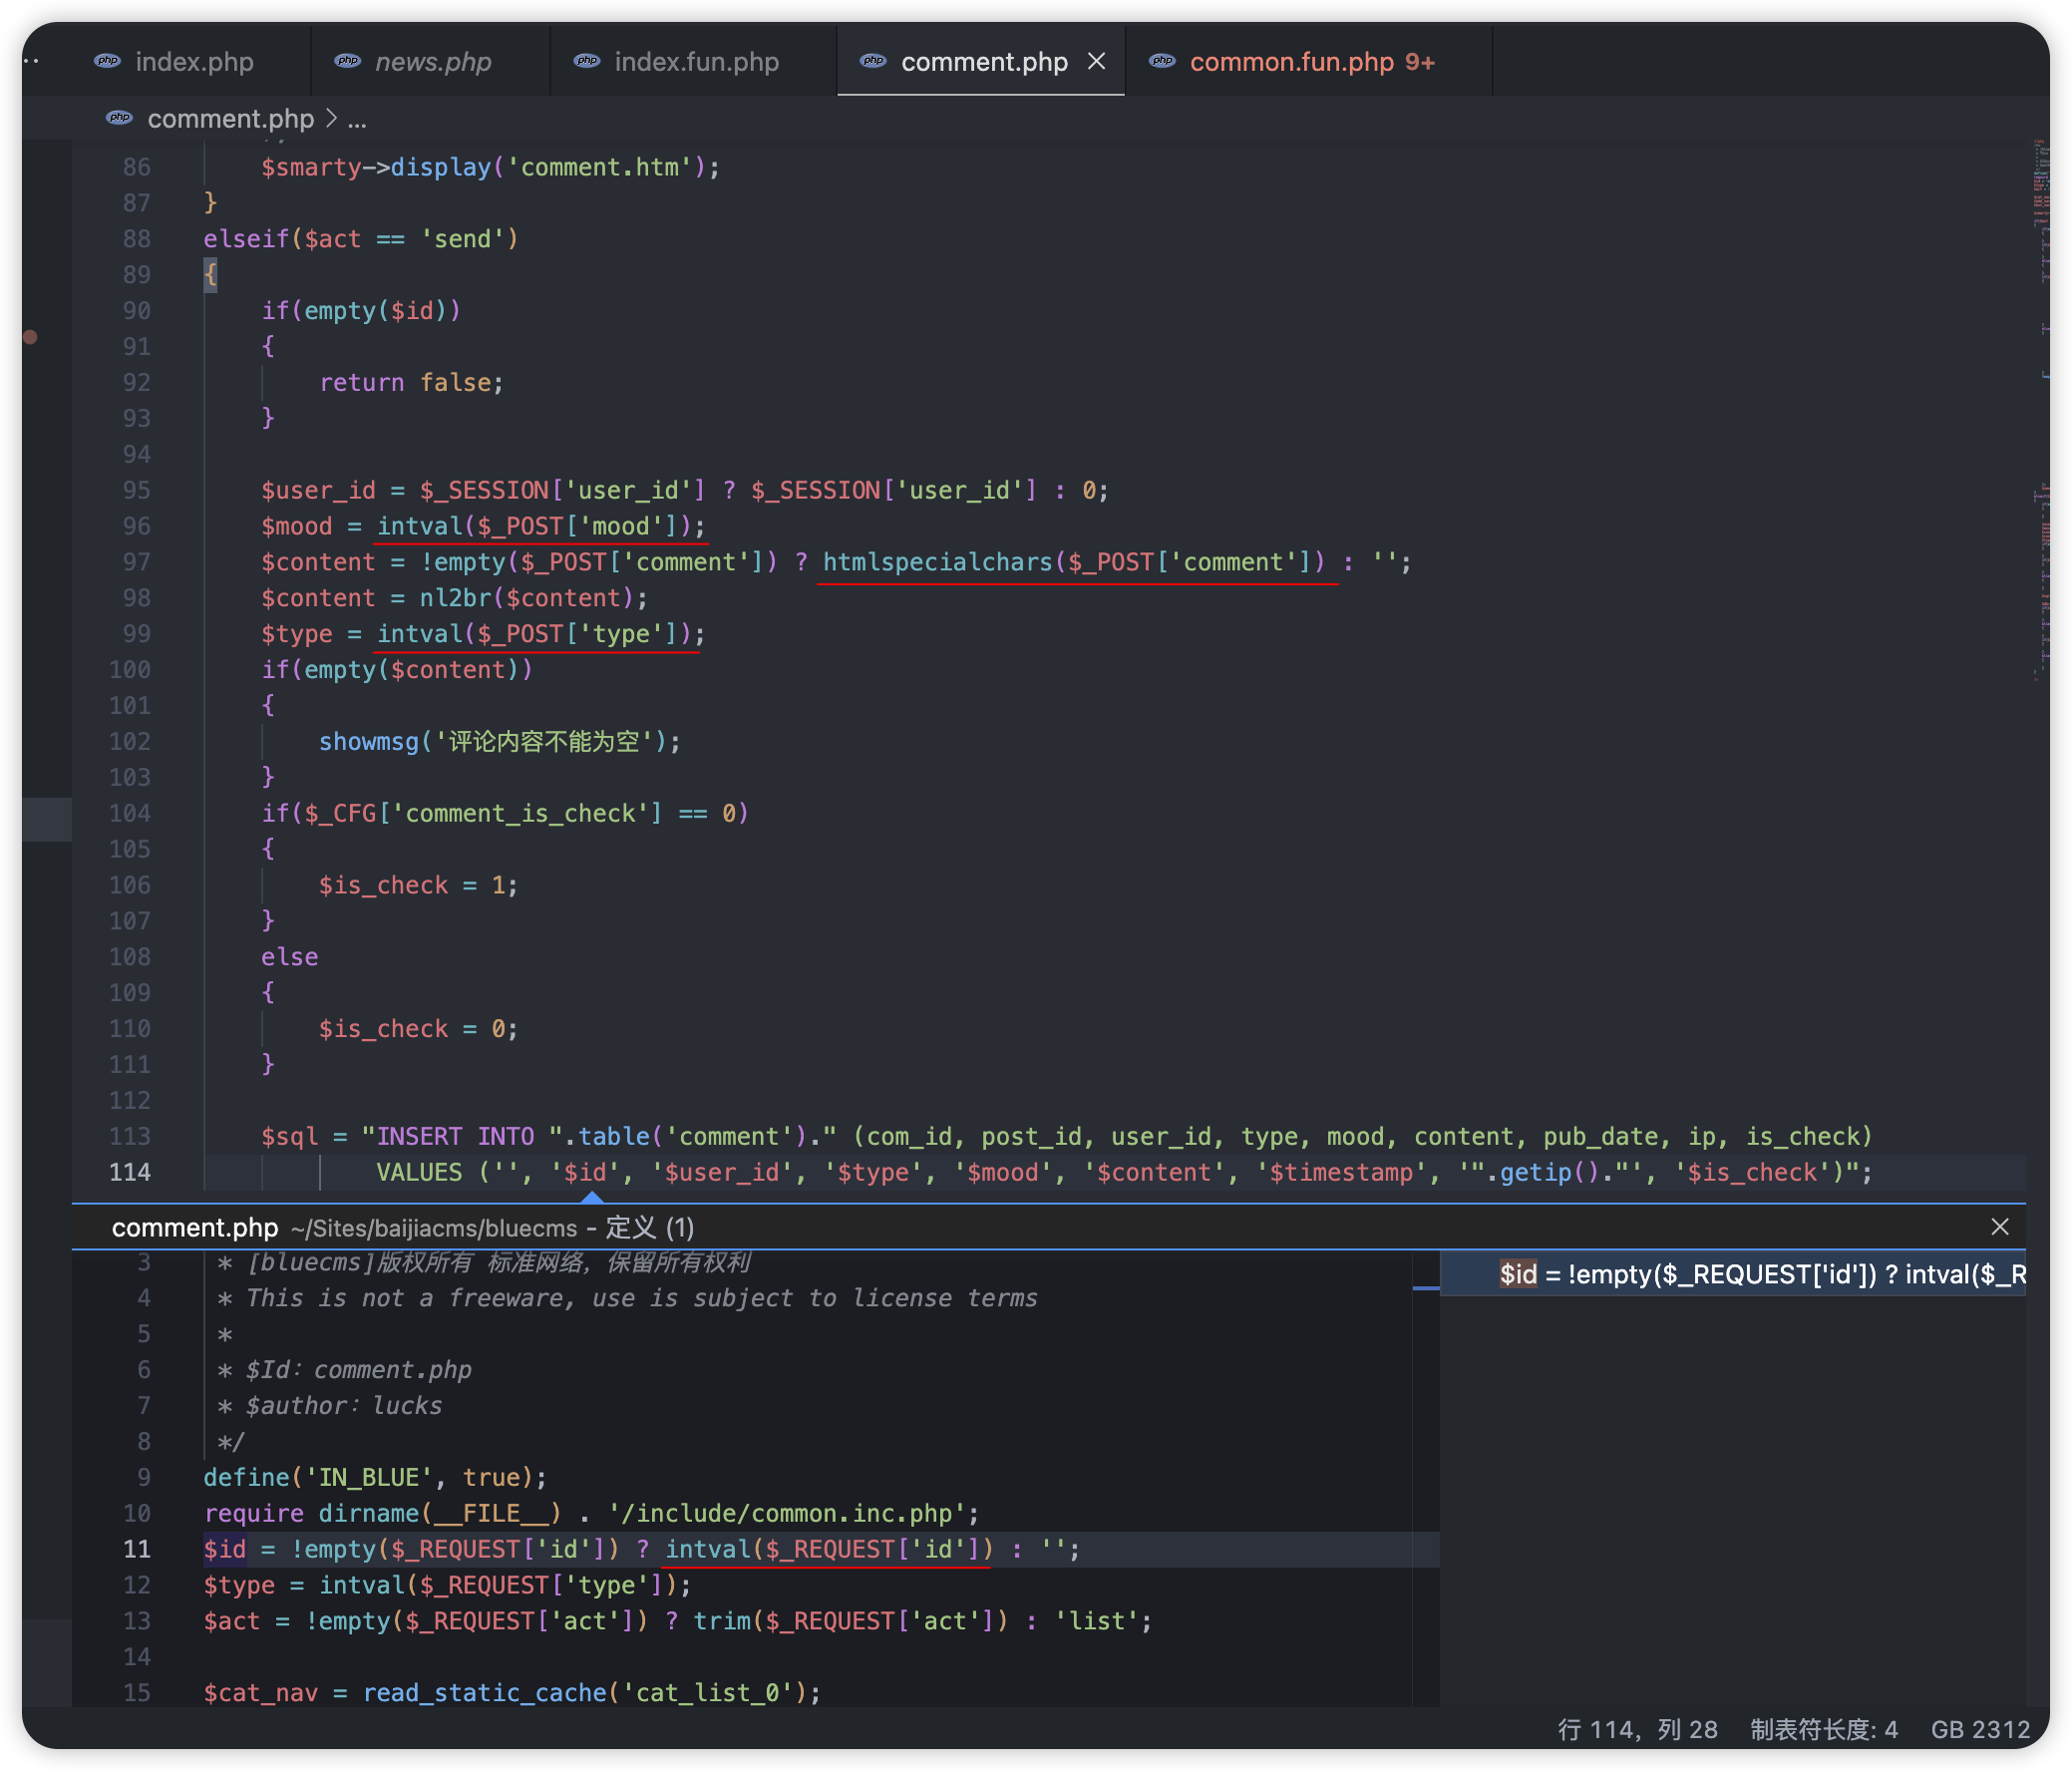 index.php
news.php
index.fun.php
comment.php
common.fun.php 9+
comment.php > ...
86 $smarty->display('comment.htm');
87 }
88 elseif($act == 'send')
89 {
90 if(empty($id))
91 {
92 return false;
93 }
94
95 $user_id = $_SESSION['user_id'] ? $_SESSION['user_id'] : 0;
96 $mood = intval($_POST['mood']);
97 $content = !empty($_POST['comment']) ? htmlspecialchars($_POST['comment']) : '';
98 $content = nl2br($content);
99 $type = intval($_POST['type']);
100 if(empty($content))
101 {
102 showmsg('评论内容不能为空');
103 }
104 if($_CFG['comment_is_check'] == 0)
105 {
106 $is_check = 1;
107 }
108 else
109 {
110 $is_check = 0;
111 }
112
113 $sql = "INSERT INTO ".table('comment')." (com_id, post_id, user_id, type, mood, content, pub_date, ip, is_check)
114 VALUES ('', '$id', '$user_id', '$type', '$mood', '$content', '$timestamp', '".getip()."', '$is_check')";
comment.php ~/Sites/baijiacms/bluecms - 定义 (1)
3 * [bluecms]版权所有 标准网络，保留所有权利
4 * This is not a freeware, use is subject to license terms
5 *
6 * $Id：comment.php
7 * $author：lucks
8 */
9 define('IN_BLUE', true);
10 require dirname(__FILE__) . '/include/common.inc.php';
11 $id = !empty($_REQUEST['id']) ? intval($_REQUEST['id']) : '';
12 $type = intval($_REQUEST['type']);
13 $act = !empty($_REQUEST['act']) ? trim($_REQUEST['act']) : 'list';
14
15 $cat_nav = read_static_cache('cat_list_0');
$id = !empty($_REQUEST['id']) ? intval($_R
行 114，列 28 制表符长度: 4 GB 2312